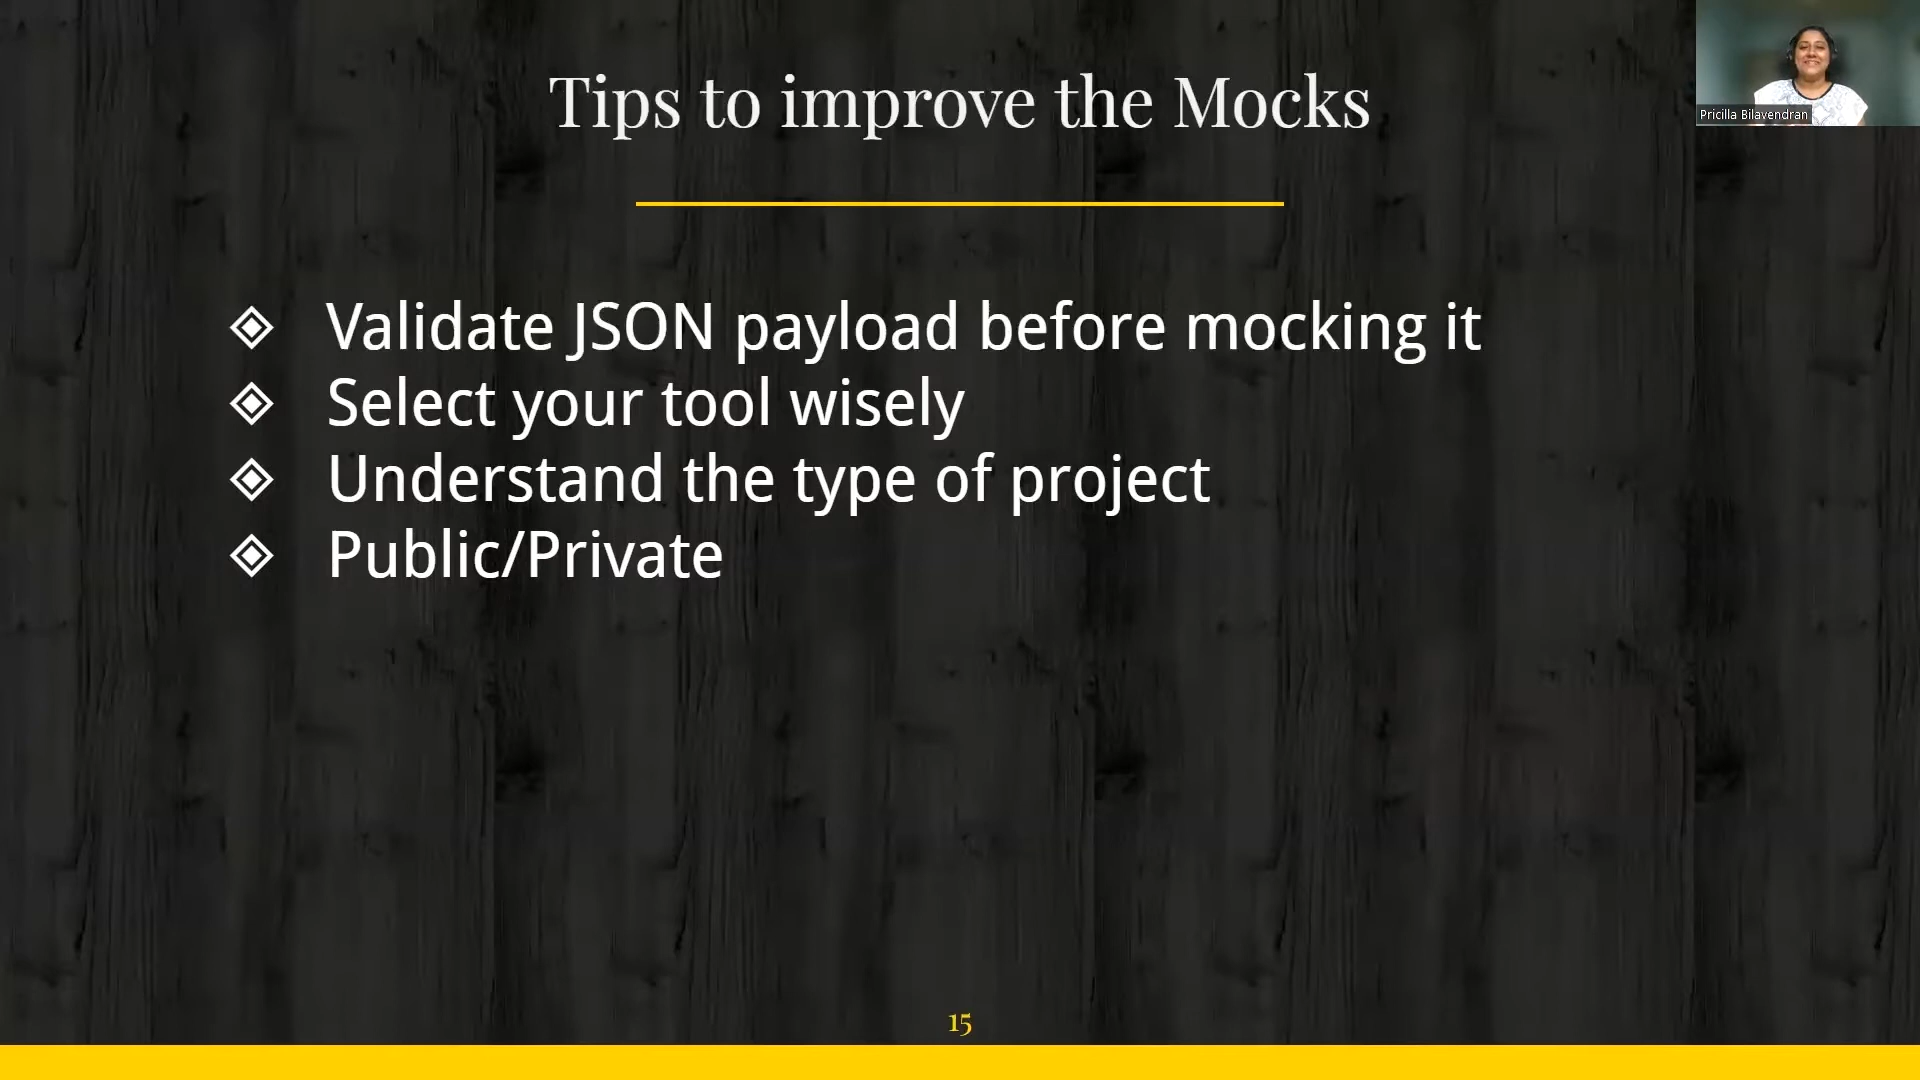 Tips to improve the Mocks
Pricilla Bilavendran
Validate JSON payload before mocking it
Select your tool wisely
Understand the type of project
Public/Private
15